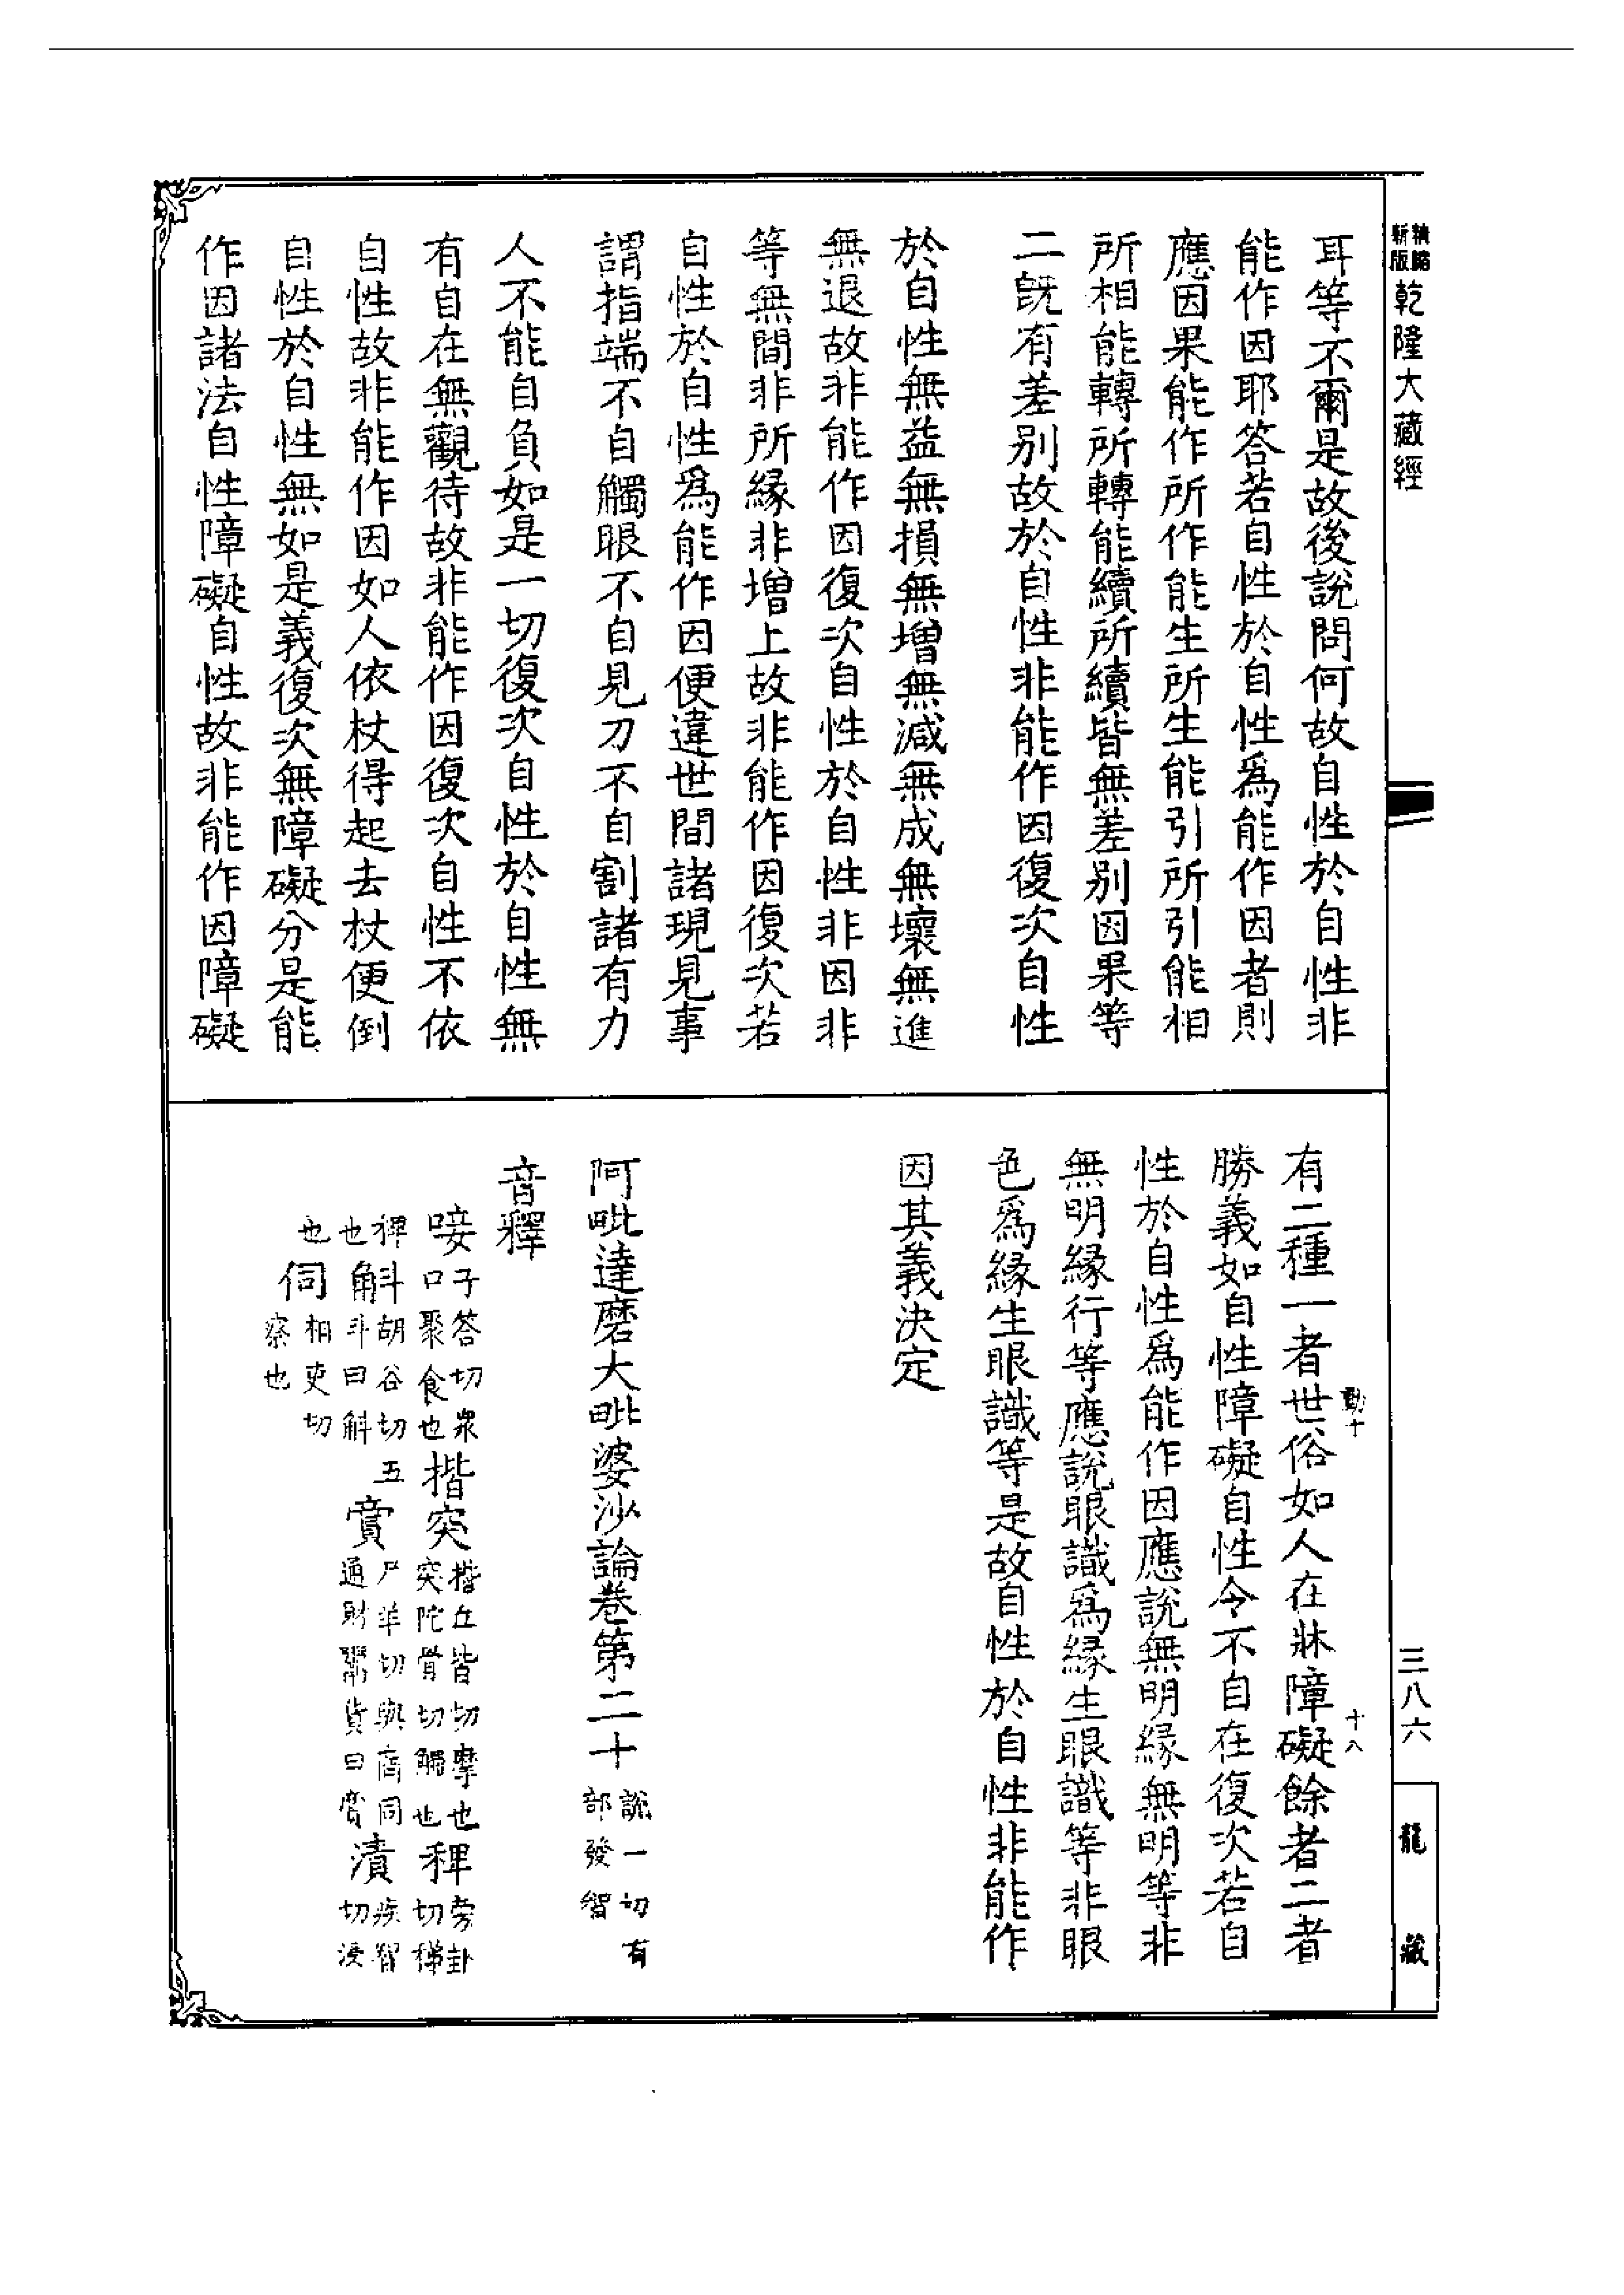 新版
精縮
乾隆大藏經
耳等不爾是故後說問何故自性於自性非
能作因耶答若自性於自性爲能作因者則
應因果能作所作能生所生能引所引能相
所相能轉所轉能續所續皆無差別因果等
二旣有差別故於自性非能作因復次自性
於自性無益無損無增無減無成無壞無進
無退故非能作因復次自性於自性非因非
等無間非所緣非增上故非能作因復次若
自性於自性爲能作因便違世間諸現見事
謂指端不自觸眼不自見刀不自割諸有力
人不能自負如是一切復次自性於自性無
有自在無觀待故非能作因復次自性不依
自性故非能作因如人依杖得起去杖便倒
自性於自性無如是義復次無障礙分是能
作因諸法自性障礙自性故非能作因障礙
有二種一者世俗如人在牀障礙餘者二者
勝義如自性障礙自性令不自在復次若自
性於自性爲能作因應說無明緣無明等非
無明緣行等應說眼識爲緣生眼識等非眼
色爲緣生眼識等是故自性於自性非能作
因其義決定
阿毗達磨大毗婆沙論卷第二十 說一切有部發智
音釋
唼 子答切衆口聚食也 揩突 揩丘皆切摩也突陀骨切觸也 稗 旁卦切稊
稗也 斛 斗胡谷切五斗曰斛 賣 尸羊切與商同通財鬻貨曰賣 漬 疾智切浸
也 伺 相吏切察也
三八六
龍藏
十八